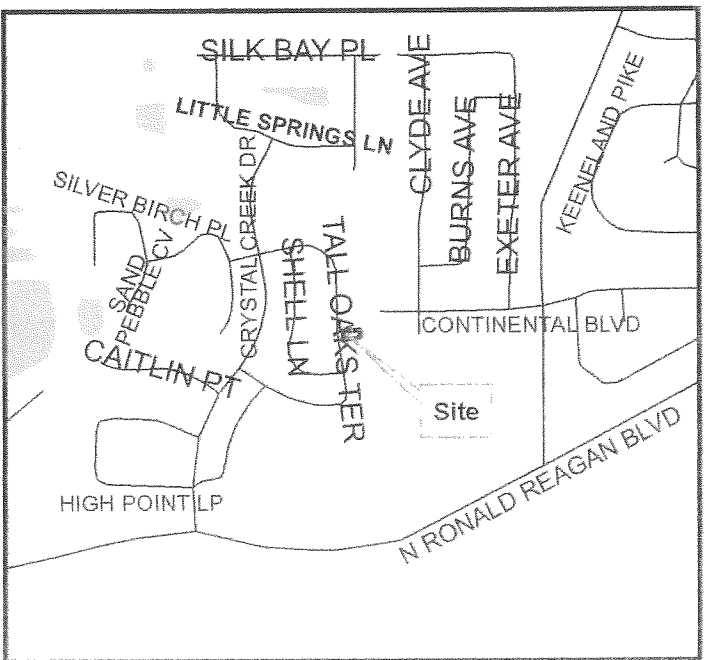 SILK BAY PL
CLYDE AVE
KEENELAND PIKE
LITTLE SPRINGS LN
BURNS AVE
EXETER AVE
CRYSTAL CREEK DR
SILVER BIRCH PL
TALL OAKS TER
SHELL LN
SAND
PEBBLE CV
CONTINENTAL BLVD
CAITLIN PT
Site
N RONALD REAGAN BLVD
HIGH POINT LP